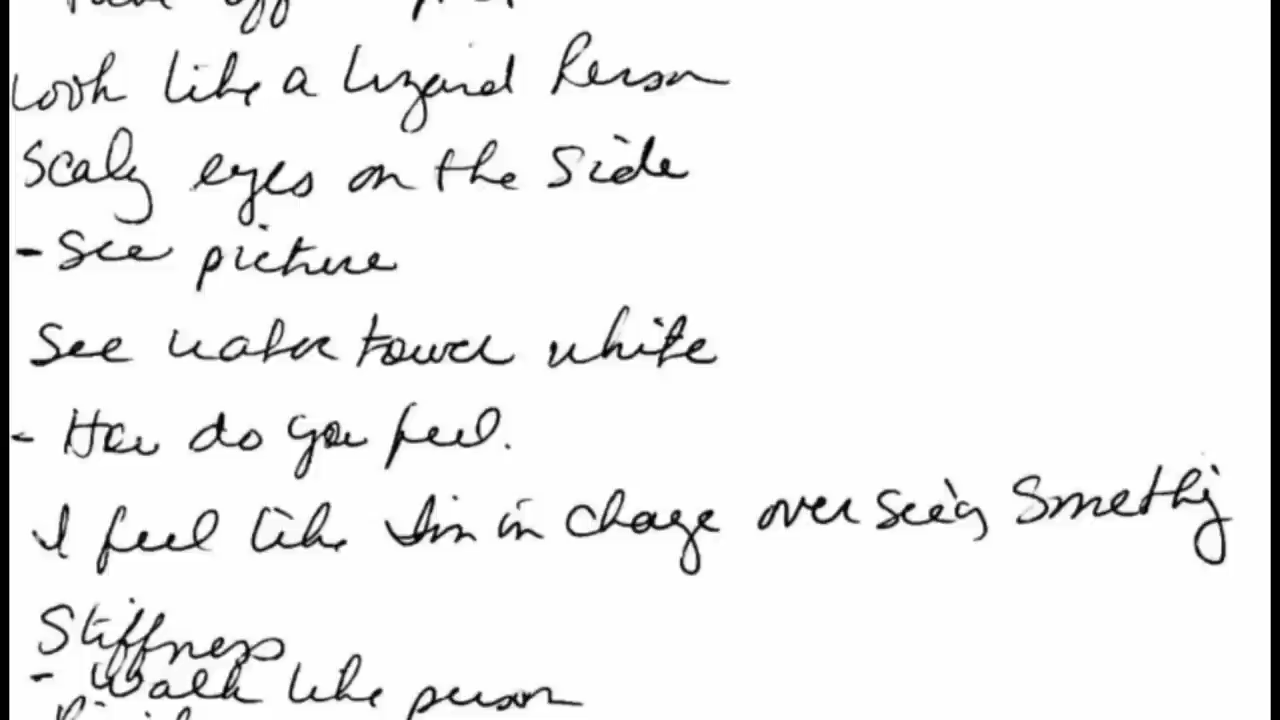 off
Look like a Lizard Person
Scaly eyes on the Side
- See picture
See water tower white
- How do you feel.
I feel like I'm in charge over seeing Something
Stiffness
- Walk like person